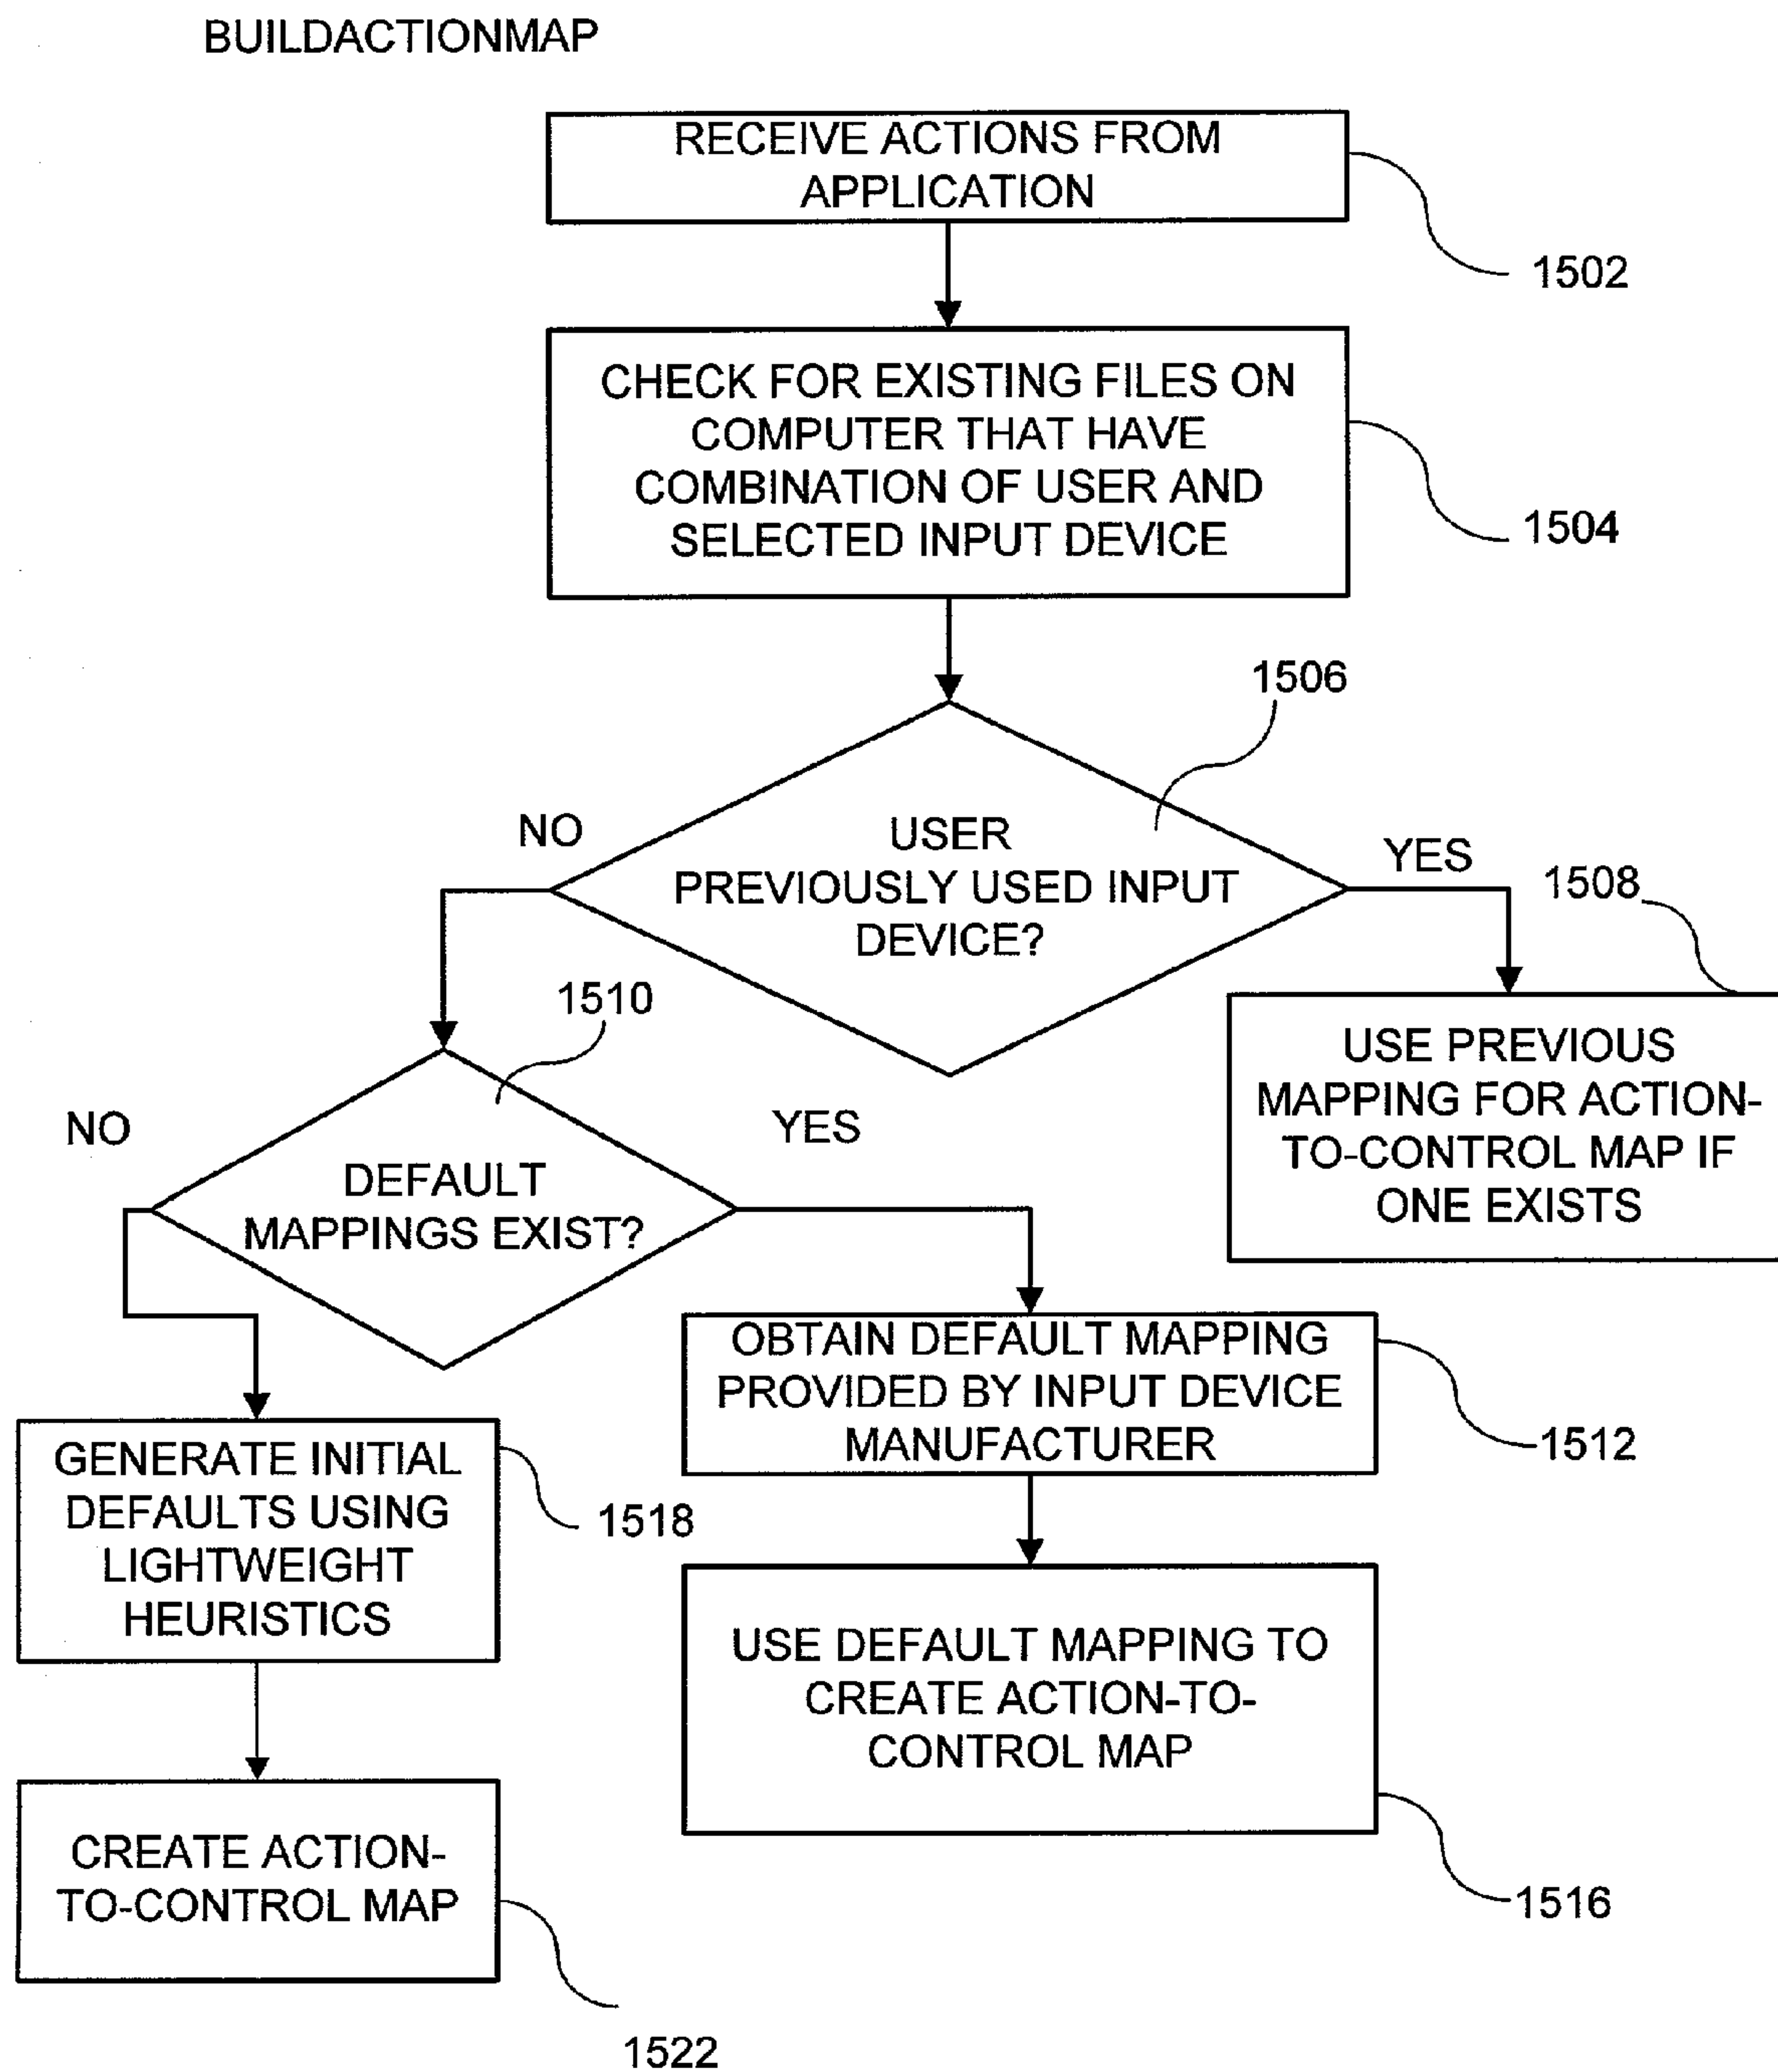 BUILDACTIONMAP
RECEIVE ACTIONS FROM
APPLICATION
1502
CHECK FOR EXISTING FILES ON
COMPUTER THAT HAVE
COMBINATION OF USER AND
SELECTED INPUT DEVICE
1504
1506
NO
USER
PREVIOUSLY USED INPUT
DEVICE?
YES
1508
USE PREVIOUS
MAPPING FOR ACTION-
TO-CONTROL MAP IF
ONE EXISTS
1510
NO
DEFAULT
MAPPINGS EXIST?
YES
OBTAIN DEFAULT MAPPING
PROVIDED BY INPUT DEVICE
MANUFACTURER
1512
GENERATE INITIAL
DEFAULTS USING
LIGHTWEIGHT
HEURISTICS
1518
USE DEFAULT MAPPING TO
CREATE ACTION-TO-
CONTROL MAP
1516
CREATE ACTION-
TO-CONTROL MAP
1522